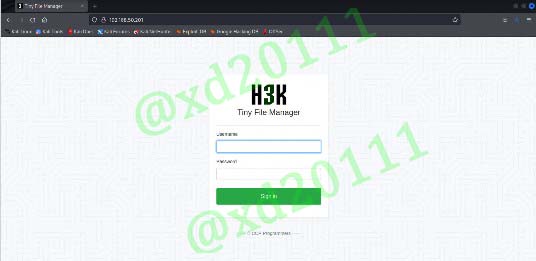 Tiny File Manager
192.168.50.201
Kali Linux Kali Tools Kali Docs Kali Forums Kali NetHunter Exploit-DB Google Hacking DB OffSec
H3K
Tiny File Manager
Username
Password
Sign in
© CCP Programmers
@xd20111
@xd20111